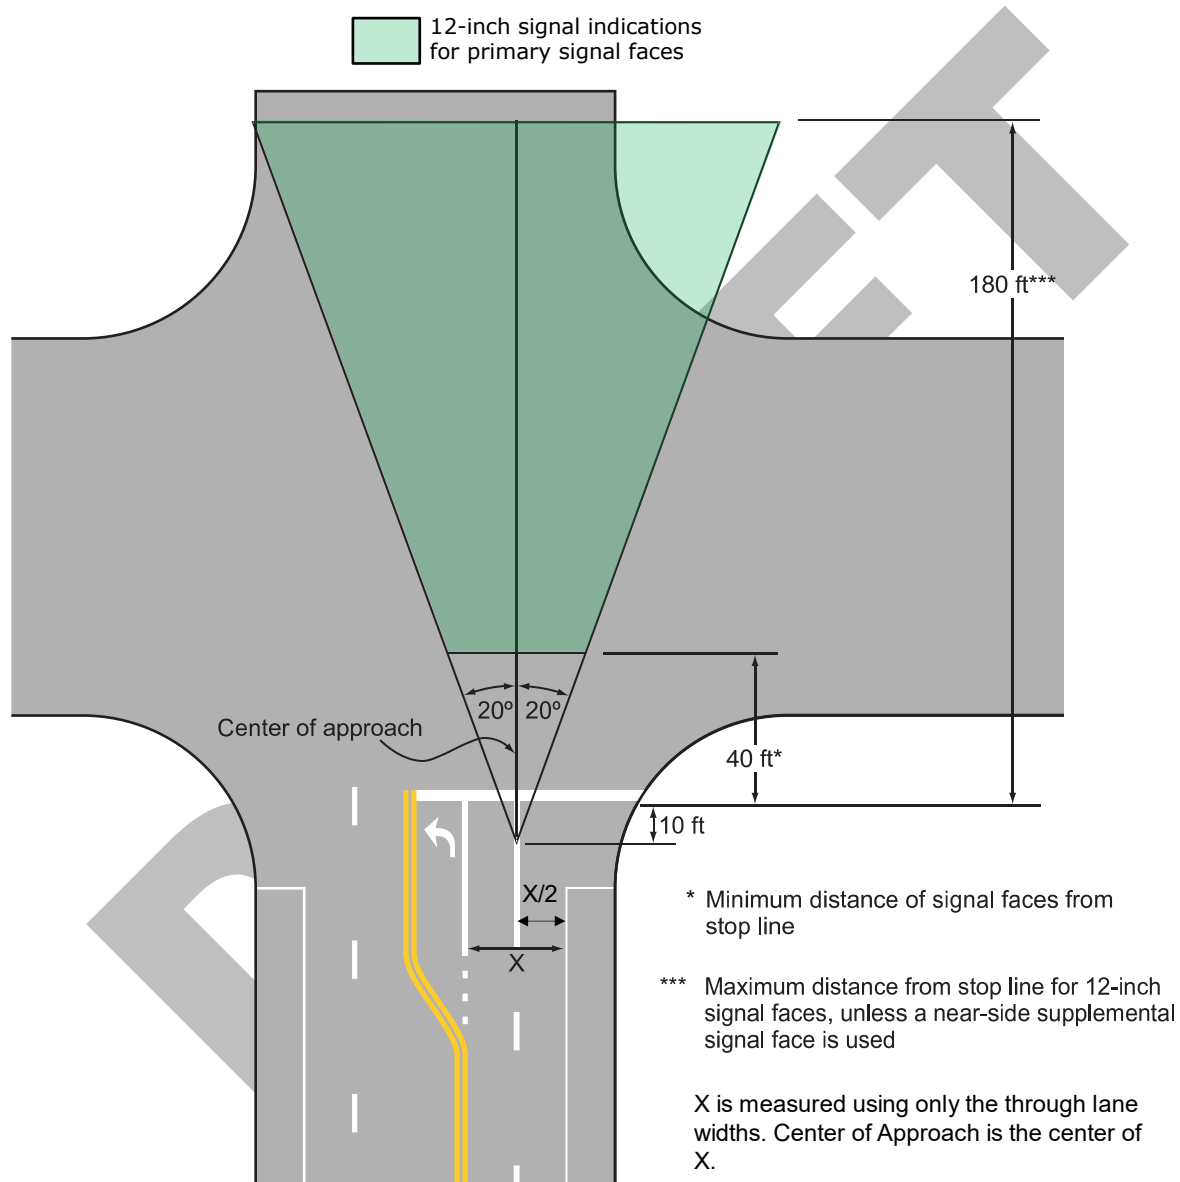 12-inch signal indications
for primary signal faces
180 ft***
20º 20º
Center of approach
40 ft*
10 ft
X/2
X
* Minimum distance of signal faces from
stop line
*** Maximum distance from stop line for 12-inch
signal faces, unless a near-side supplemental
signal face is used
X is measured using only the through lane
widths. Center of Approach is the center of
X.